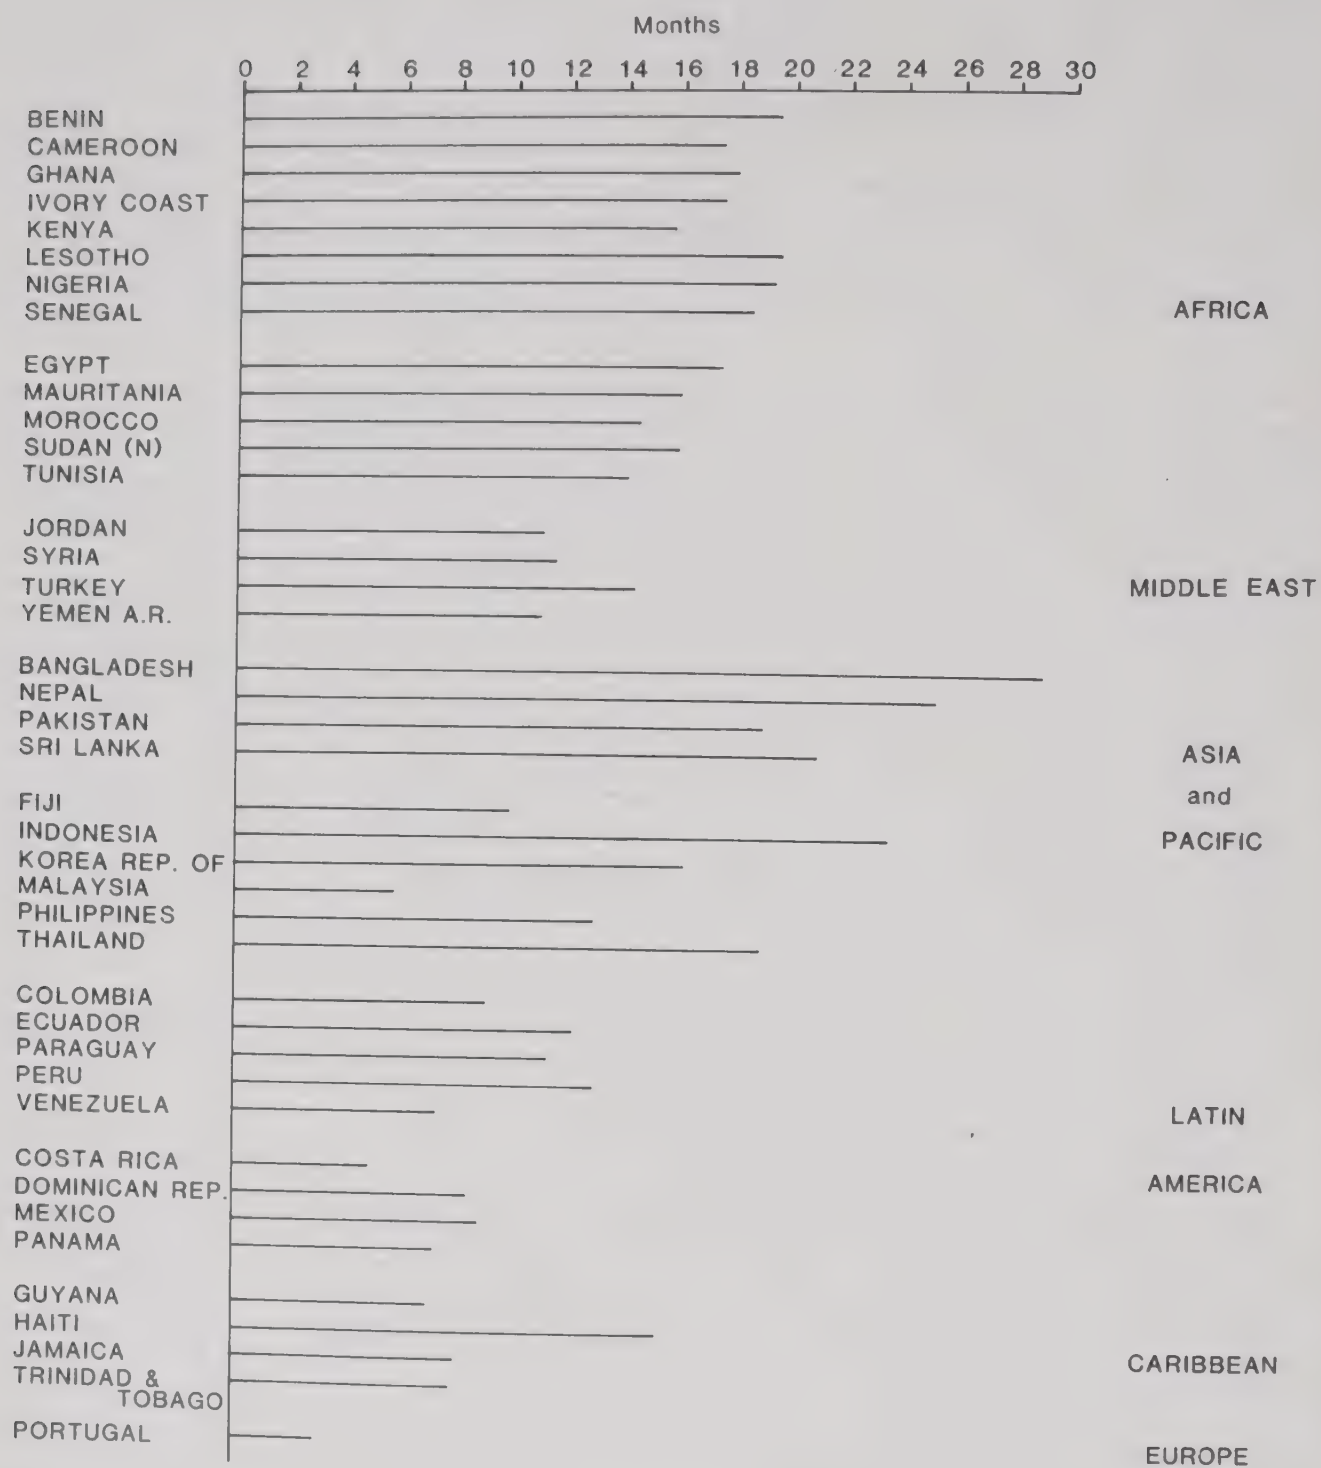 Months
0 2 4 6 8 10 12 14 16 18 20 22 24 26 28 30
BENIN
CAMEROON
GHANA
IVORY COAST
KENYA
LESOTHO
NIGERIA
SENEGAL
AFRICA
EGYPT
MAURITANIA
MOROCCO
SUDAN (N)
TUNISIA
JORDAN
SYRIA
TURKEY
MIDDLE EAST
YEMEN A.R.
BANGLADESH
NEPAL
PAKISTAN
SRI LANKA
ASIA
and
FIJI
INDONESIA
PACIFIC
KOREA REP. OF
MALAYSIA
PHILIPPINES
THAILAND
COLOMBIA
ECUADOR
PARAGUAY
PERU
VENEZUELA
LATIN
COSTA RICA
DOMINICAN REP.
AMERICA
MEXICO
PANAMA
GUYANA
HAITI
JAMAICA
CARIBBEAN
TRINIDAD &
TOBAGO
PORTUGAL
EUROPE